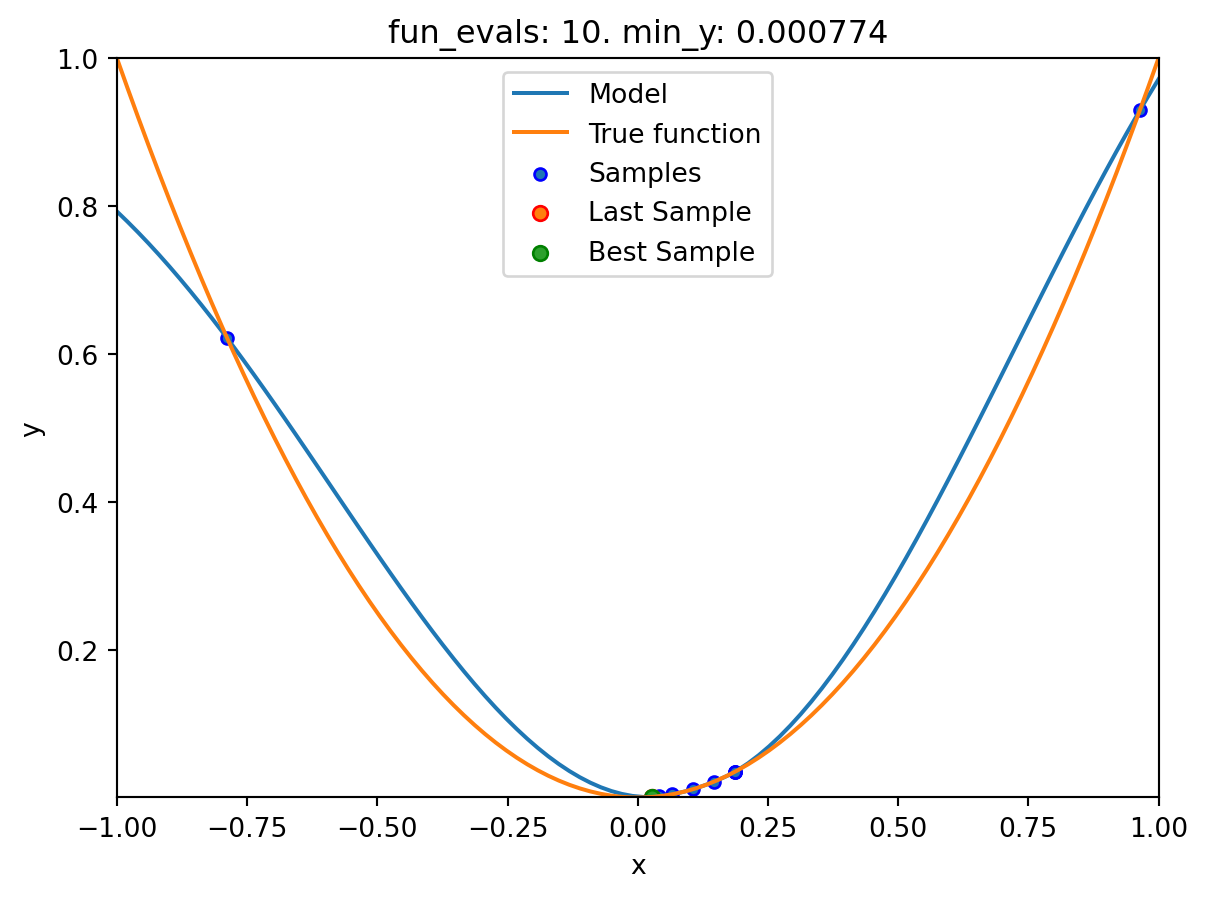 fun_evals: 10. min_y: 0.000774
Model
True function
Samples
Last Sample
Best Sample
1.0
0.8
0.6
0.4
0.2
y
−1.00 −0.75 −0.50 −0.25 0.00 0.25 0.50 0.75 1.00
x